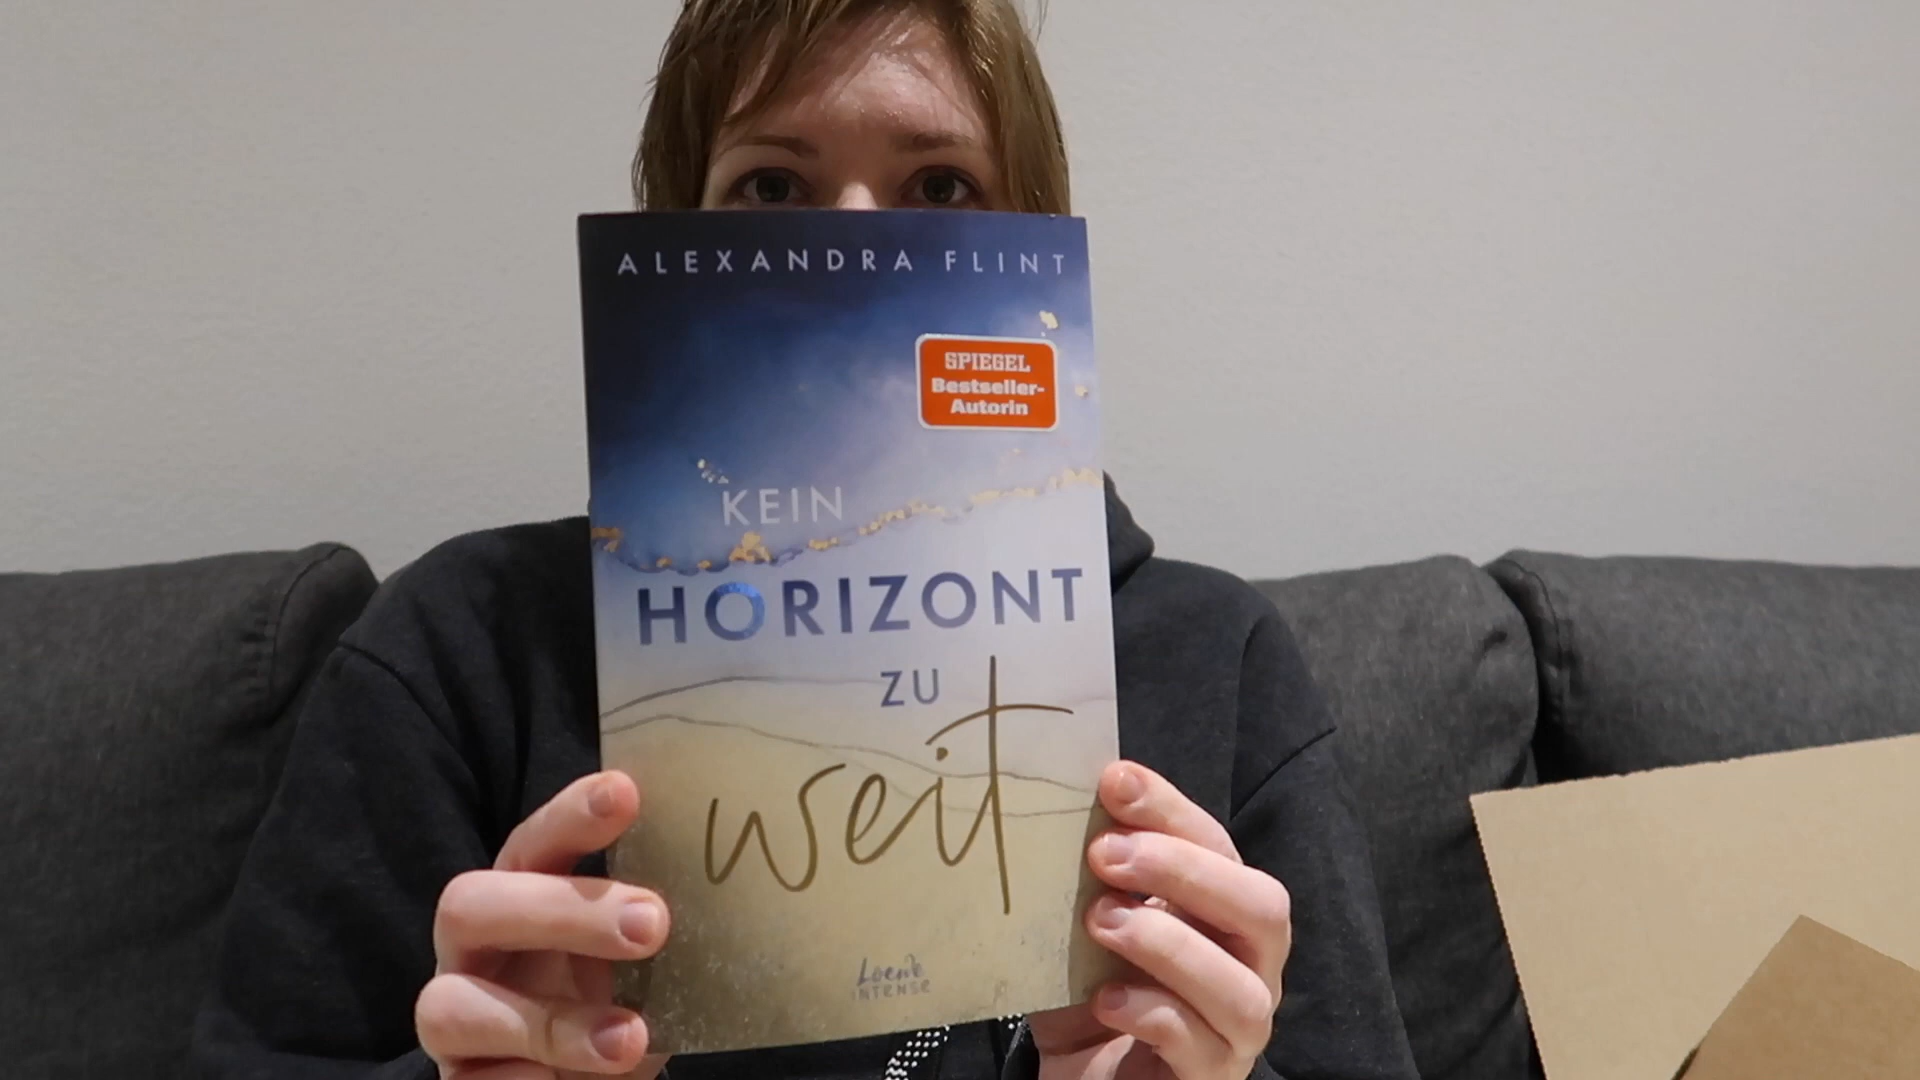 ALEXANDRA FLINT
SPIEGEL
Bestseller-
Autorin
KEIN
HORIZONT
ZU
weit
Loewe
INTENSE